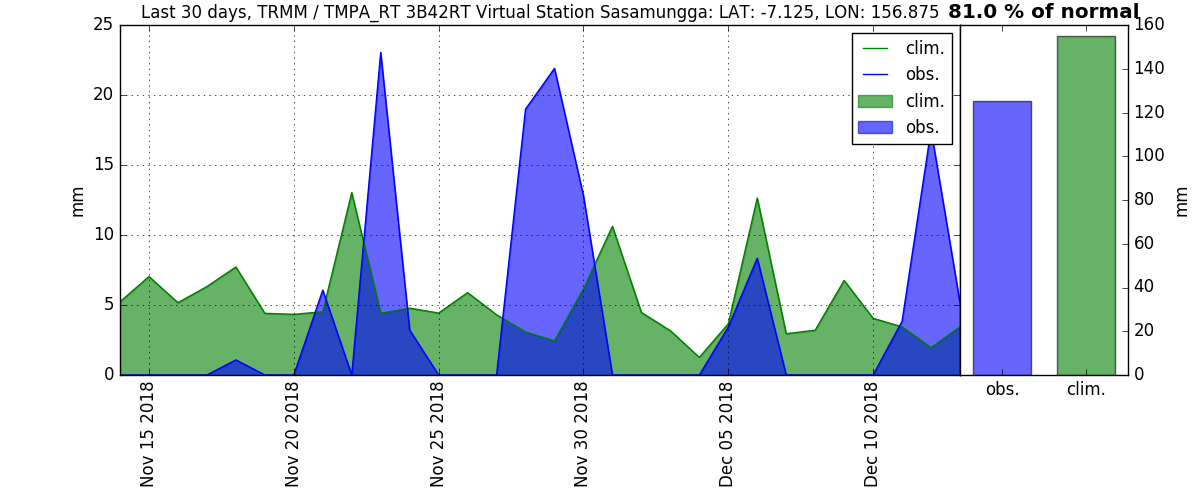 Last 30 days, TRMM / TMPA_RT 3B42RT Virtual Station Sasamungga: LAT: -7.125, LON: 156.875
81.0 % of normal
25
20
15
10
5
0
mm
clim.
obs.
clim.
obs.
Nov 15 2018
Nov 20 2018
Nov 25 2018
Nov 30 2018
Dec 05 2018
Dec 10 2018
160
140
120
100
80
60
40
20
0
mm
obs.
clim.